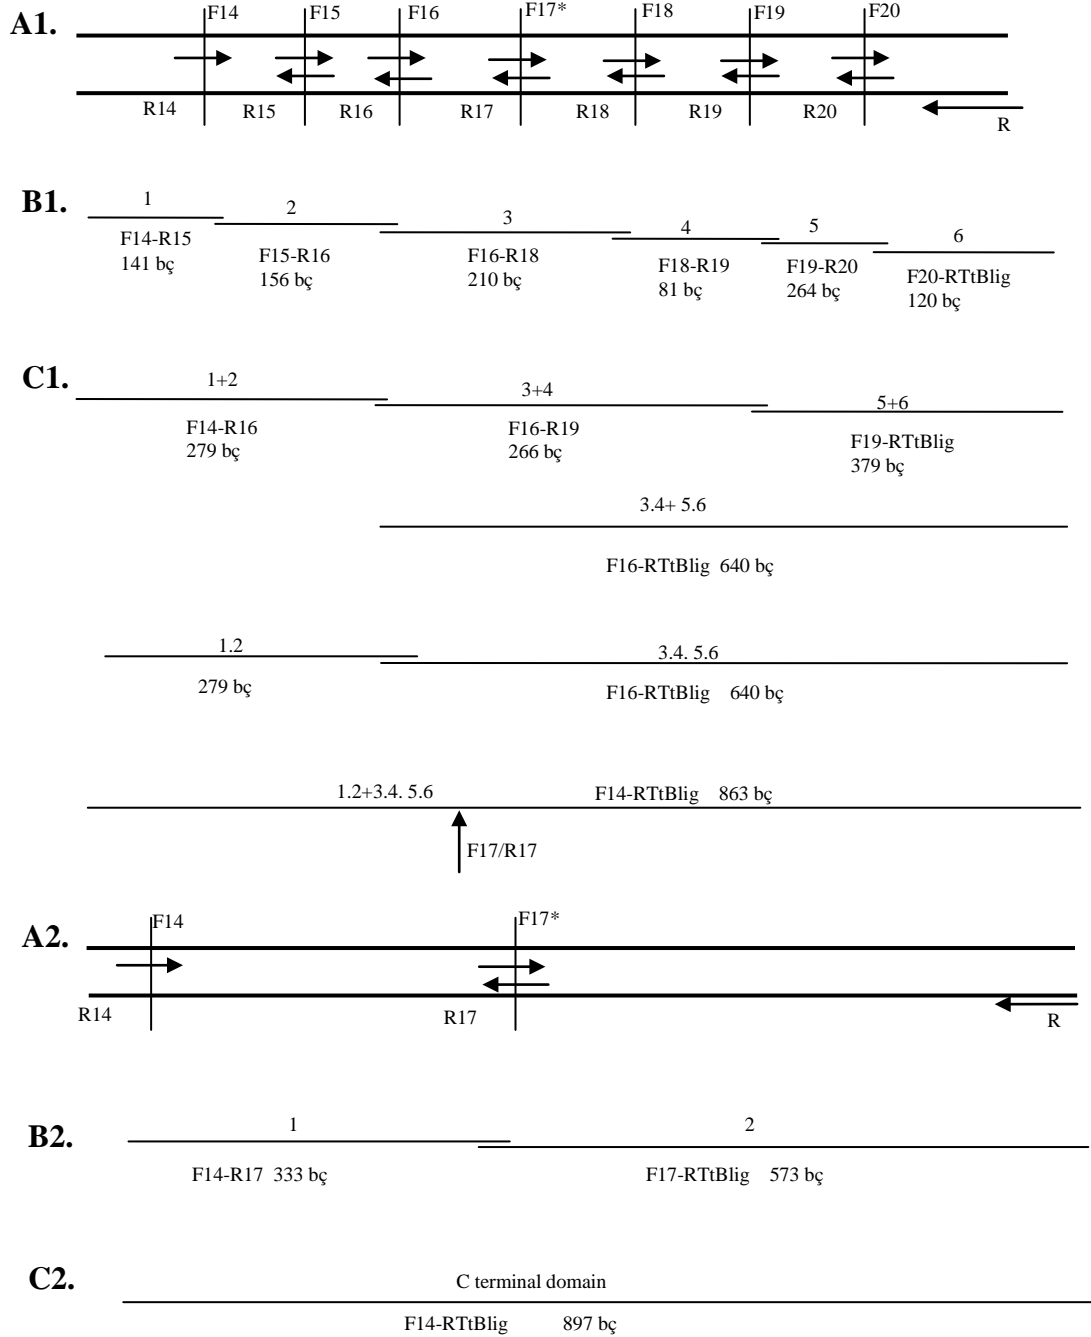 A1.
F14 F15 F16 F17* F18 F19 F20
R14 R15 R16 R17 R18 R19 R20 R
B1.
1 2 3 4 5 6
F14-R15 F15-R16 F16-R18 F18-R19 F19-R20 F20-RTtBlig
141 bç 156 bç 210 bç 81 bç 264 bç 120 bç
C1.
1+2 3+4 5+6
F14-R16 F16-R19 F19-RTtBlig
279 bç 266 bç 379 bç
3.4+ 5.6
F16-RTtBlig 640 bç
1.2 3.4. 5.6
279 bç F16-RTtBlig 640 bç
1.2+3.4. 5.6 F14-RTtBlig 863 bç
F17/R17
A2.
F14 F17*
R14 R17 R
B2.
1 2
F14-R17 333 bç F17-RTtBlig 573 bç
C2.
C terminal domain
F14-RTtBlig 897 bç